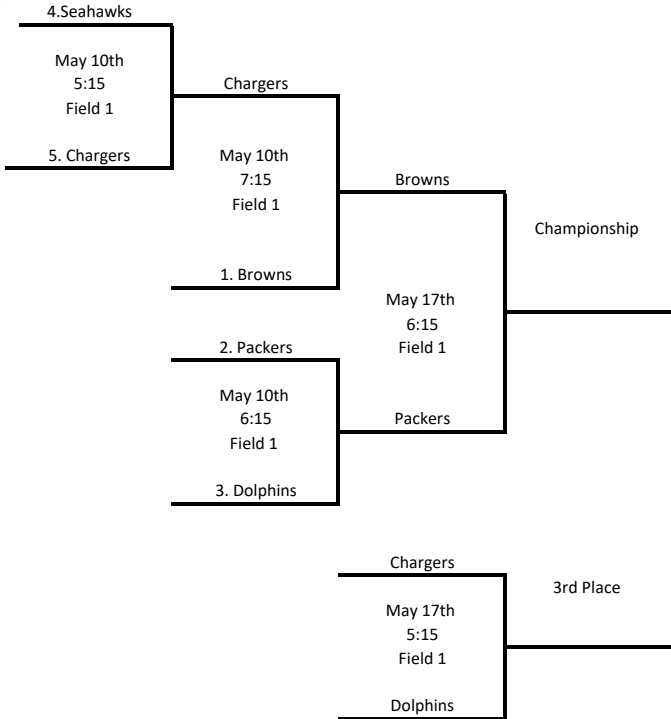 4.Seahawks
May 10th
5:15
Field 1
5. Chargers
Chargers
May 10th
7:15
Field 1
1. Browns
Browns
Championship
May 17th
6:15
Field 1
2. Packers
May 10th
6:15
Field 1
3. Dolphins
Packers
Chargers
3rd Place
May 17th
5:15
Field 1
Dolphins